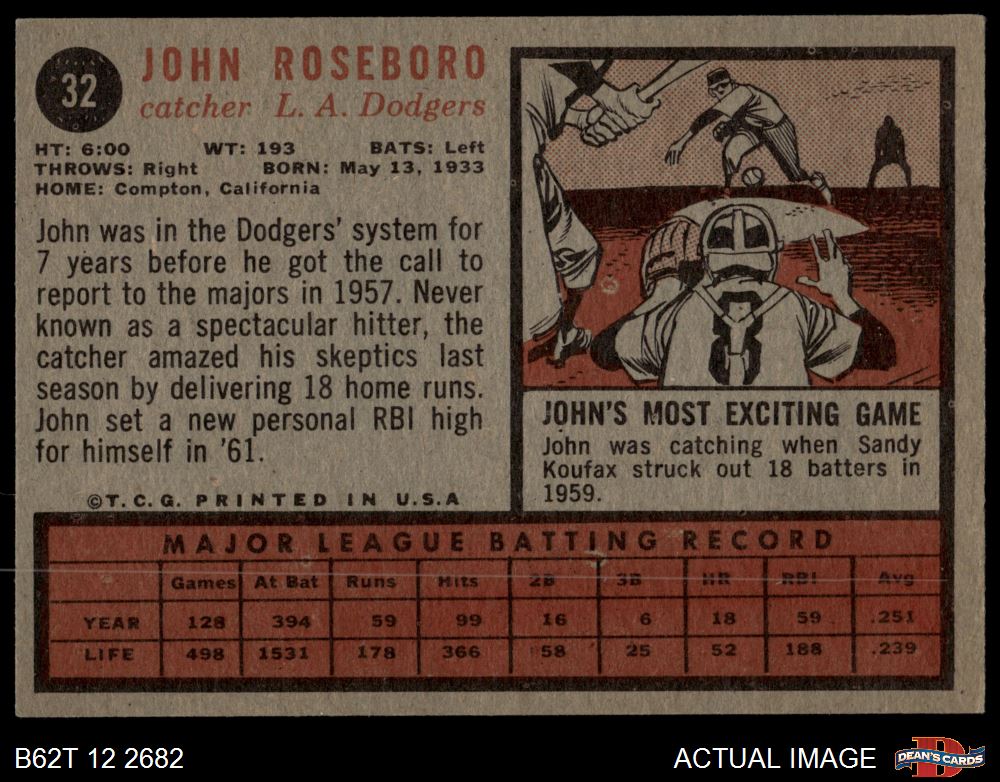 32
JOHN ROSEBORO
catcher L. A. Dodgers
HT: 6:00 WT: 193 BATS: Left
THROWS: Right BORN: May 13, 1933
HOME: Compton, California
John was in the Dodgers' system for
7 years before he got the call to
report to the majors in 1957. Never
known as a spectacular hitter, the
catcher amazed his skeptics last
season by delivering 18 home runs.
John set a new personal RBI high
for himself in '61.
©T. C. G. PRINTED IN U.S.A
JOHN'S MOST EXCITING GAME
John was catching when Sandy
Koufax struck out 18 batters in
1959.
MAJOR LEAGUE BATTING RECORD
Games At Bat Runs Hits 2B 3B HR RBI Avg
YEAR 128 394 59 99 16 6 18 59 .251
LIFE 498 1531 178 366 58 25 52 188 .239
B62T 12 2682
ACTUAL IMAGE
D
DEAN'S CARDS